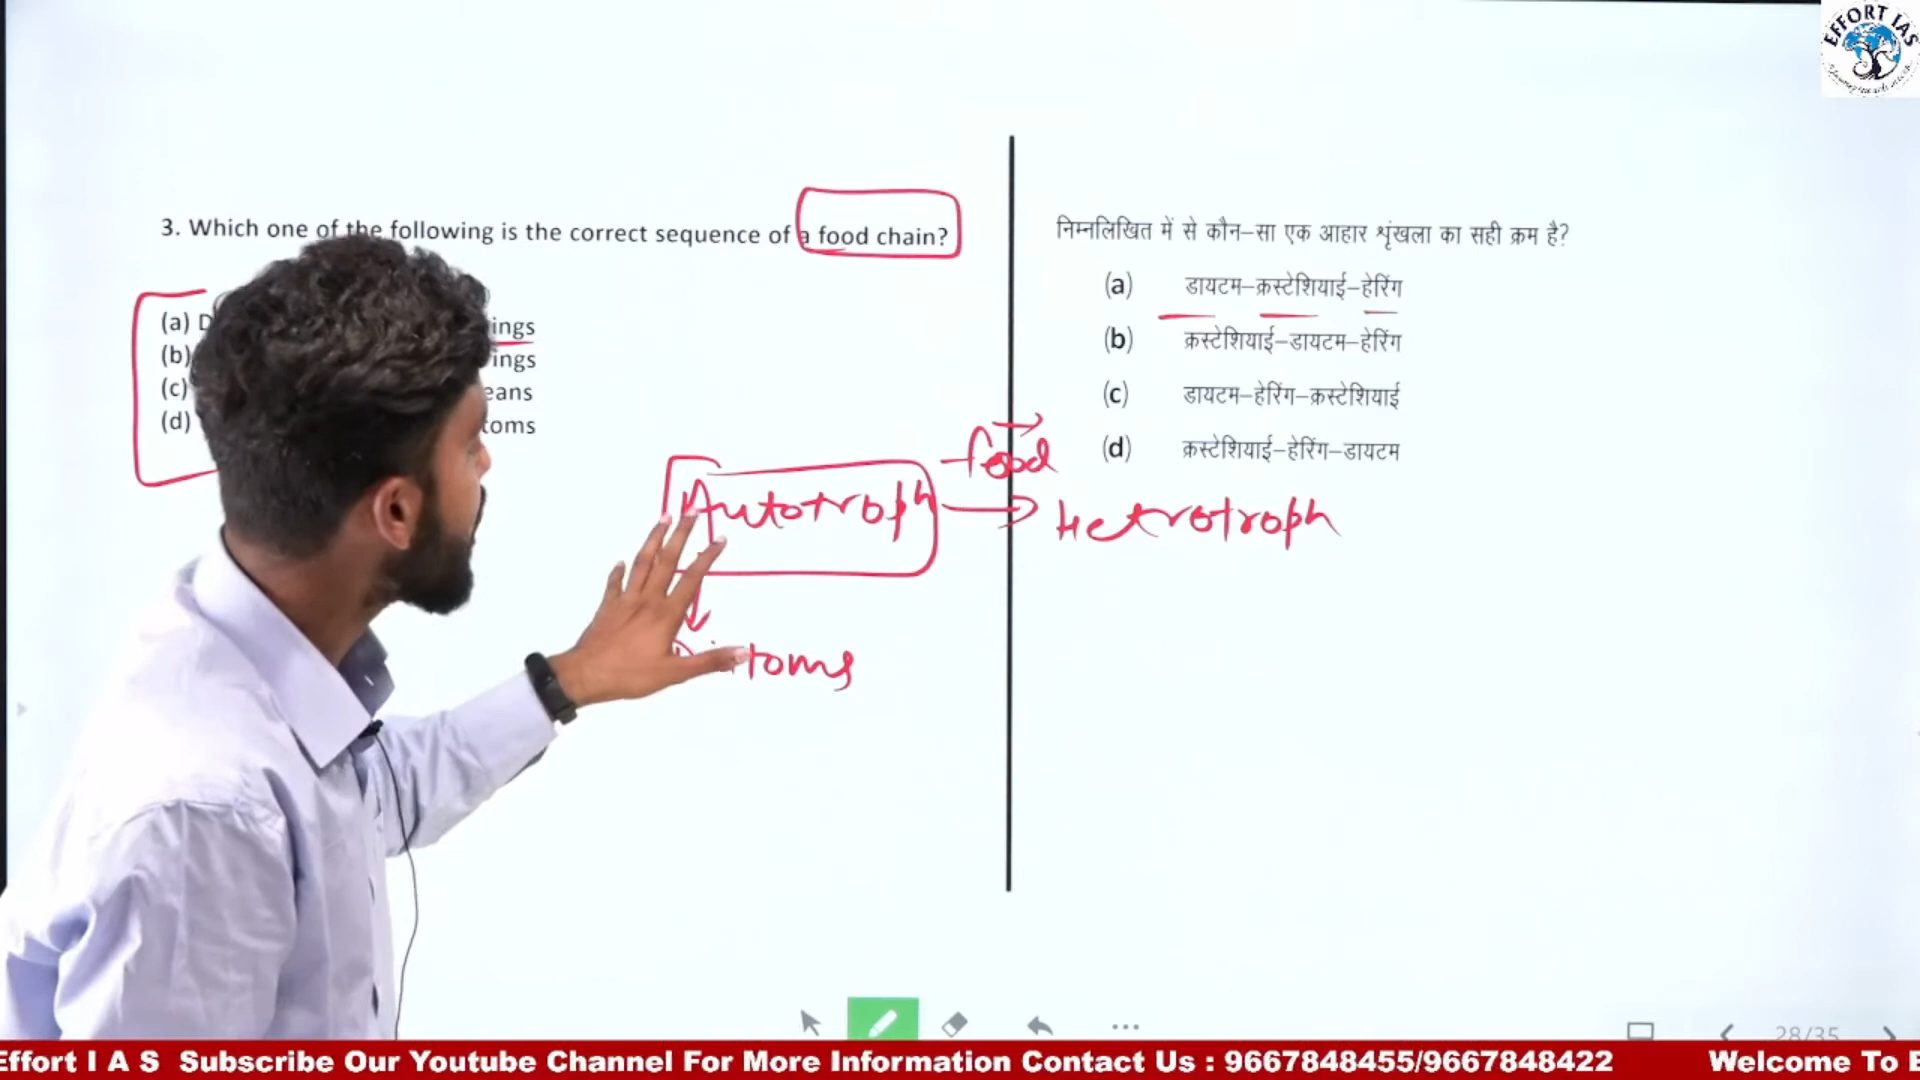 EFFORT IAS
3. Which one of the following is the correct sequence of a food chain?
(a) D ings
(b) ings
(c) eans
(d) toms
निम्नलिखित में से कौन–सा एक आहार शृंखला का सही क्रम है?
(a) डायटम–क्रस्टेशियाई–हेरिंग
(b) क्रस्टेशियाई–डायटम–हेरिंग
(c) डायटम–हेरिंग–क्रस्टेशियाई
(d) क्रस्टेशियाई–हेरिंग–डायटम
food
Autotroph Hetrotroph
toms
28/35
Effort I A S Subscribe Our Youtube Channel For More Information Contact Us : 9667848455/9667848422 Welcome To E